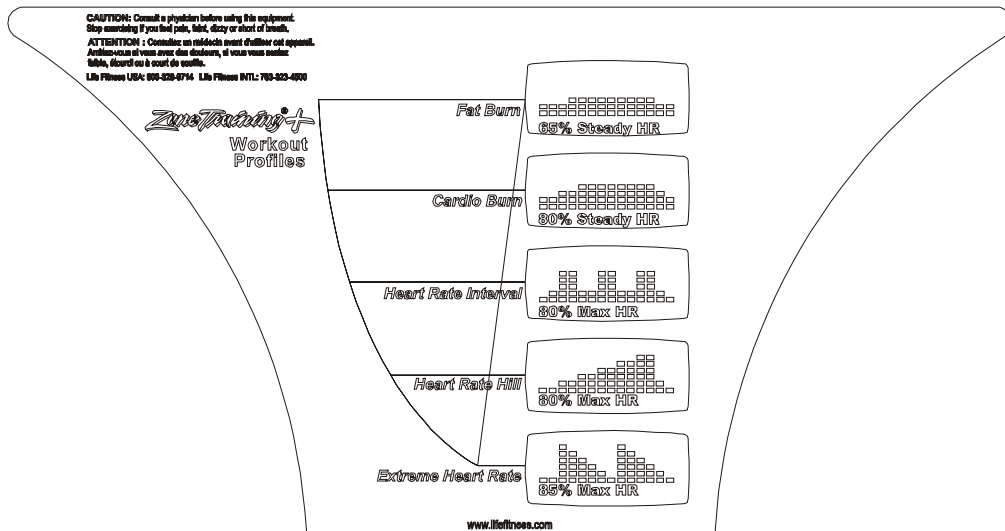 CAUTION: Consult a physician before using this equipment.
Stop exercising if you feel pain, faint, dizzy or short of breath.
ATTENTION : Consultez un médecin avant d'utiliser cet appareil.
Arrêtez-vous si vous avez des douleurs, si vous vous sentez
faible, étourdi ou à court de souffle.
Life Fitness USA: 800-328-9714 Life Fitness INTL: 763-323-4500
Zone Training®+
Workout
Profiles
Fat Burn
65% Steady HR
Cardio Burn
80% Steady HR
Heart Rate Interval
80% Max HR
Heart Rate Hill
80% Max HR
Extreme Heart Rate
85% Max HR
www.lifefitness.com